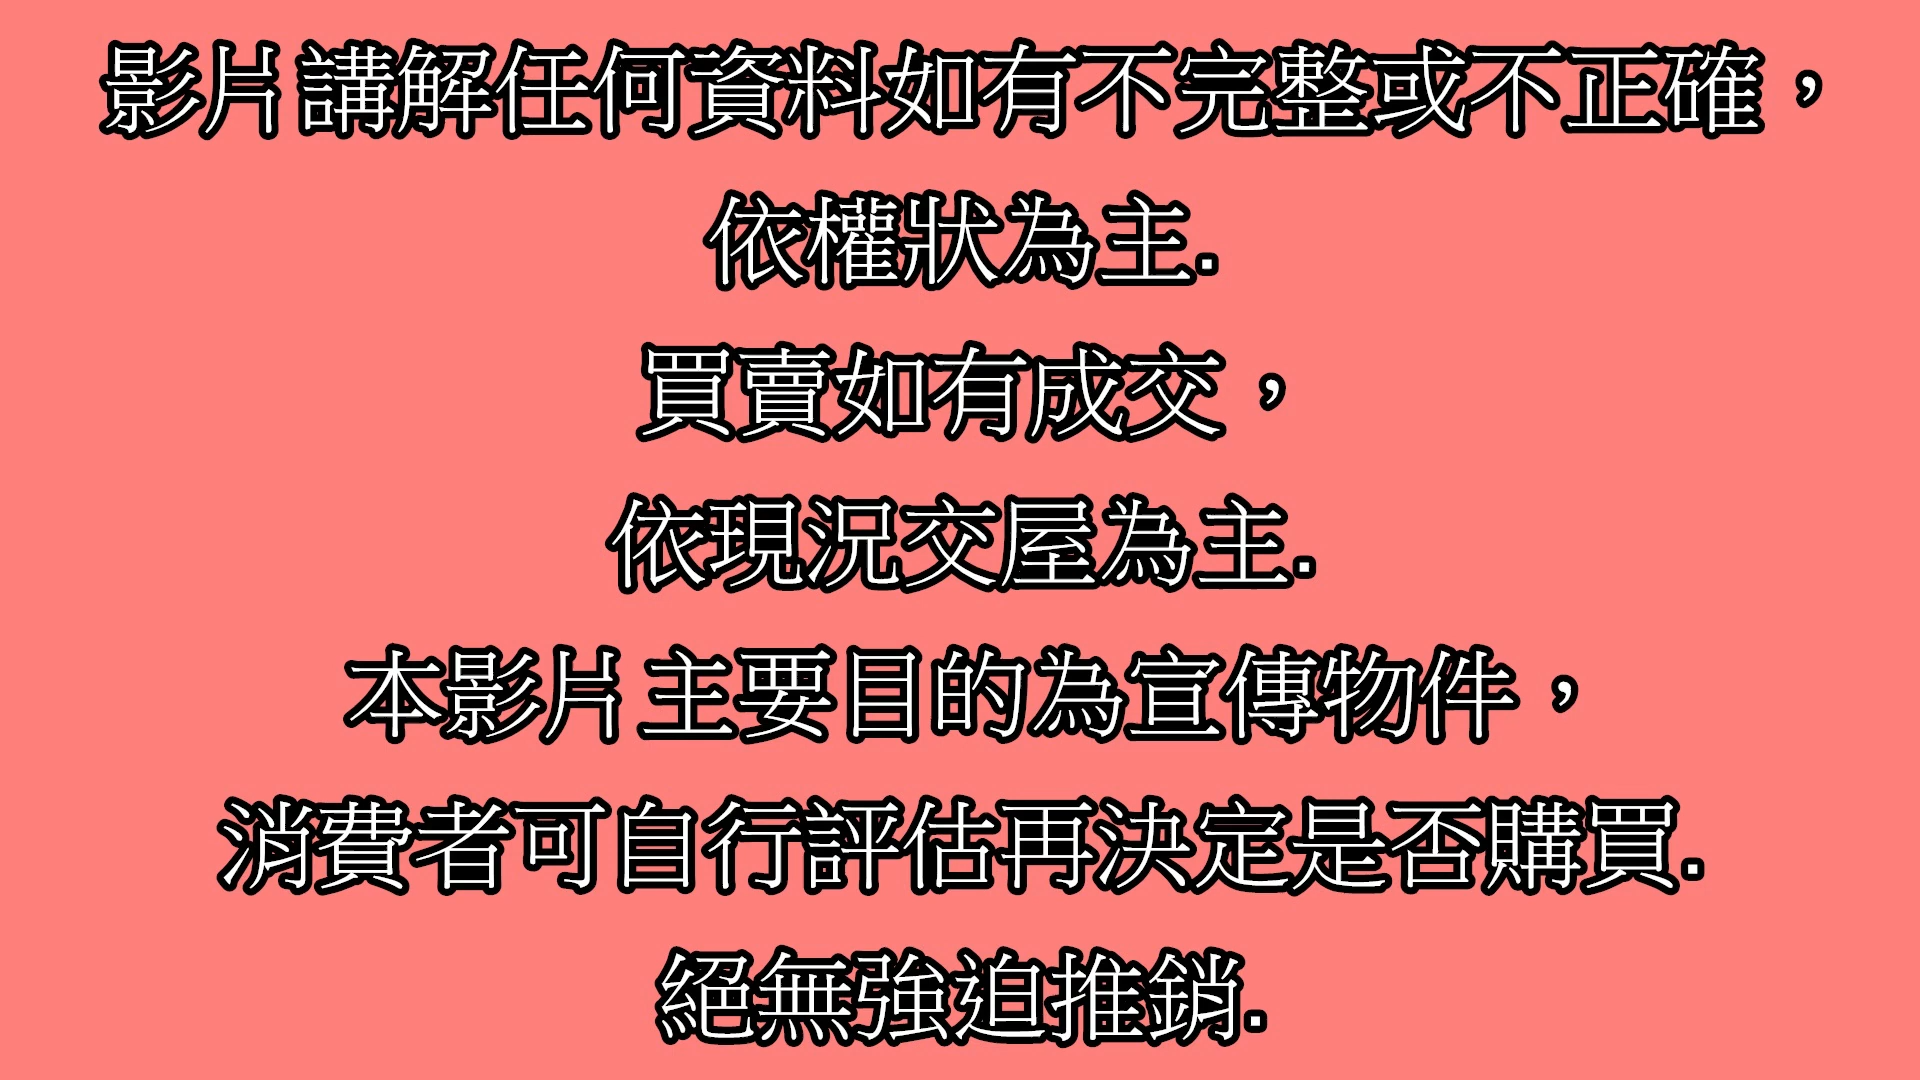 影片講解任何資料如有不完整或不正確，
依權狀為主.
買賣如有成交，
依現況交屋為主.
本影片主要目的為宣傳物件，
消費者可自行評估再決定是否購買.
絕無強迫推銷.